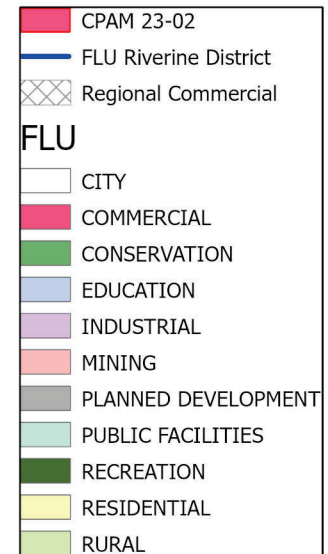 CPAM 23-02
FLU Riverine District
Regional Commercial
FLU
CITY
COMMERCIAL
CONSERVATION
EDUCATION
INDUSTRIAL
MINING
PLANNED DEVELOPMENT
PUBLIC FACILITIES
RECREATION
RESIDENTIAL
RURAL